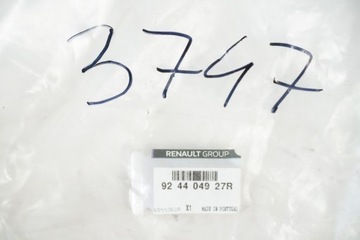 3747
RENAULT GROUP
92 44 049 27R
X1 MADE IN PORTUGAL